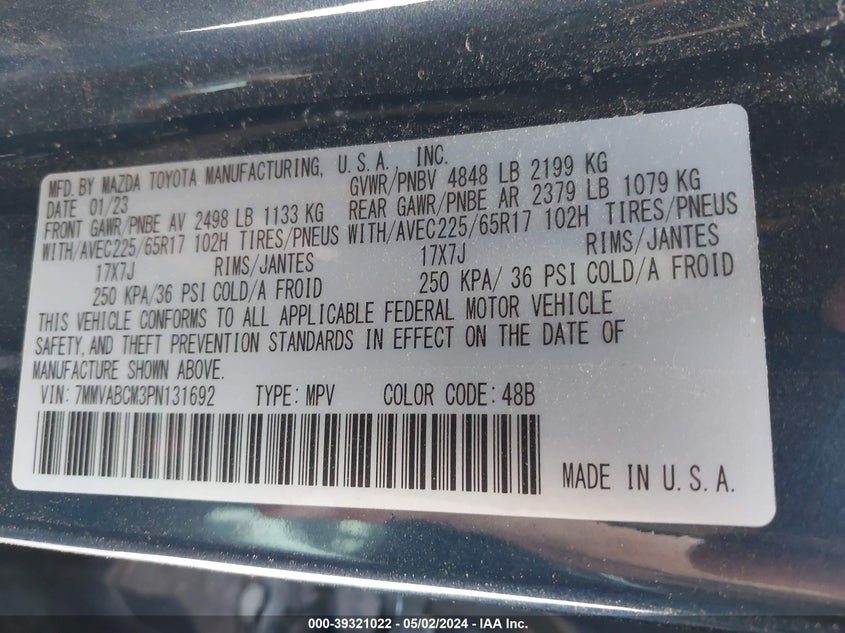 MFD. BY MAZDA TOYOTA MANUFACTURING, U.S.A., INC.
DATE 01/23 GVWR/PNBV 4848 LB 2199 KG
FRONT GAWR/PNBE AV 2498 LB 1133 KG REAR GAWR/PNBE AR 2379 LB 1079 KG
WITH/AVEC225/65R17 102H TIRES/PNEUS WITH/AVEC225/65R17 102H TIRES/PNEUS
17X7J RIMS/JANTES 17X7J RIMS/JANTES
250 KPA/36 PSI COLD/A FROID 250 KPA/ 36 PSI COLD/A FROID
THIS VEHICLE CONFORMS TO ALL APPLICABLE FEDERAL MOTOR VEHICLE
SAFETY, AND THEFT PREVENTION STANDARDS IN EFFECT ON THE DATE OF
MANUFACTURE SHOWN ABOVE.
VIN: 7MMVABCM3PN131692 TYPE: MPV COLOR CODE: 48B
MADE IN U.S.A.
000-39321022 - 05/02/2024 - IAA Inc.